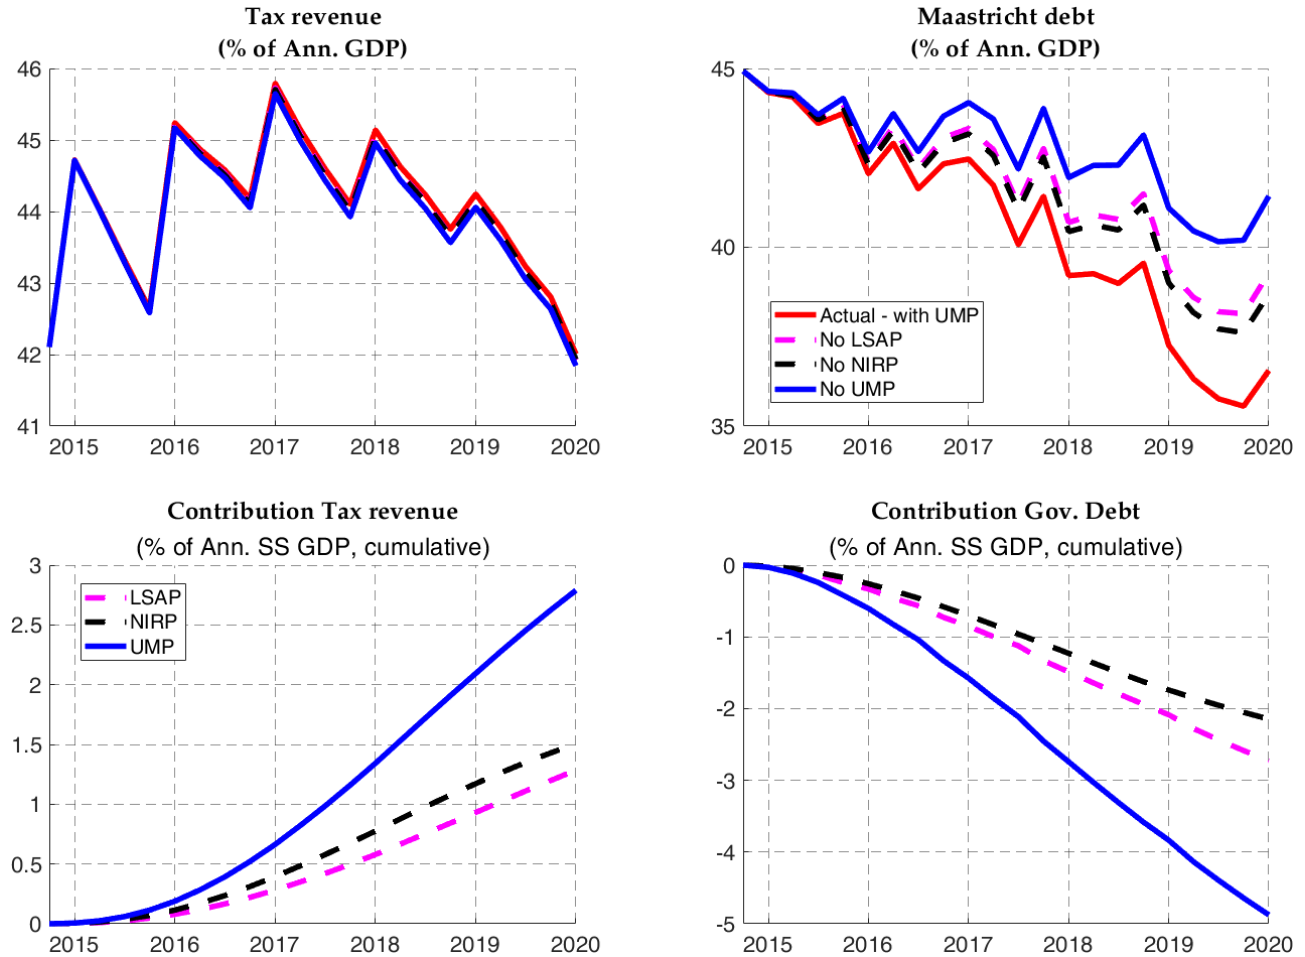 Tax revenue
(% of Ann. GDP)
46
45
44
43
42
41
2015 2016 2017 2018 2019 2020
Maastricht debt
(% of Ann. GDP)
45
40
35
Actual - with UMP
No LSAP
No NIRP
No UMP
2015 2016 2017 2018 2019 2020
Contribution Tax revenue
(% of Ann. SS GDP, cumulative)
3
2.5
2
1.5
1
0.5
0
LSAP
NIRP
UMP
2015 2016 2017 2018 2019 2020
Contribution Gov. Debt
(% of Ann. SS GDP, cumulative)
0
-1
-2
-3
-4
-5
2015 2016 2017 2018 2019 2020